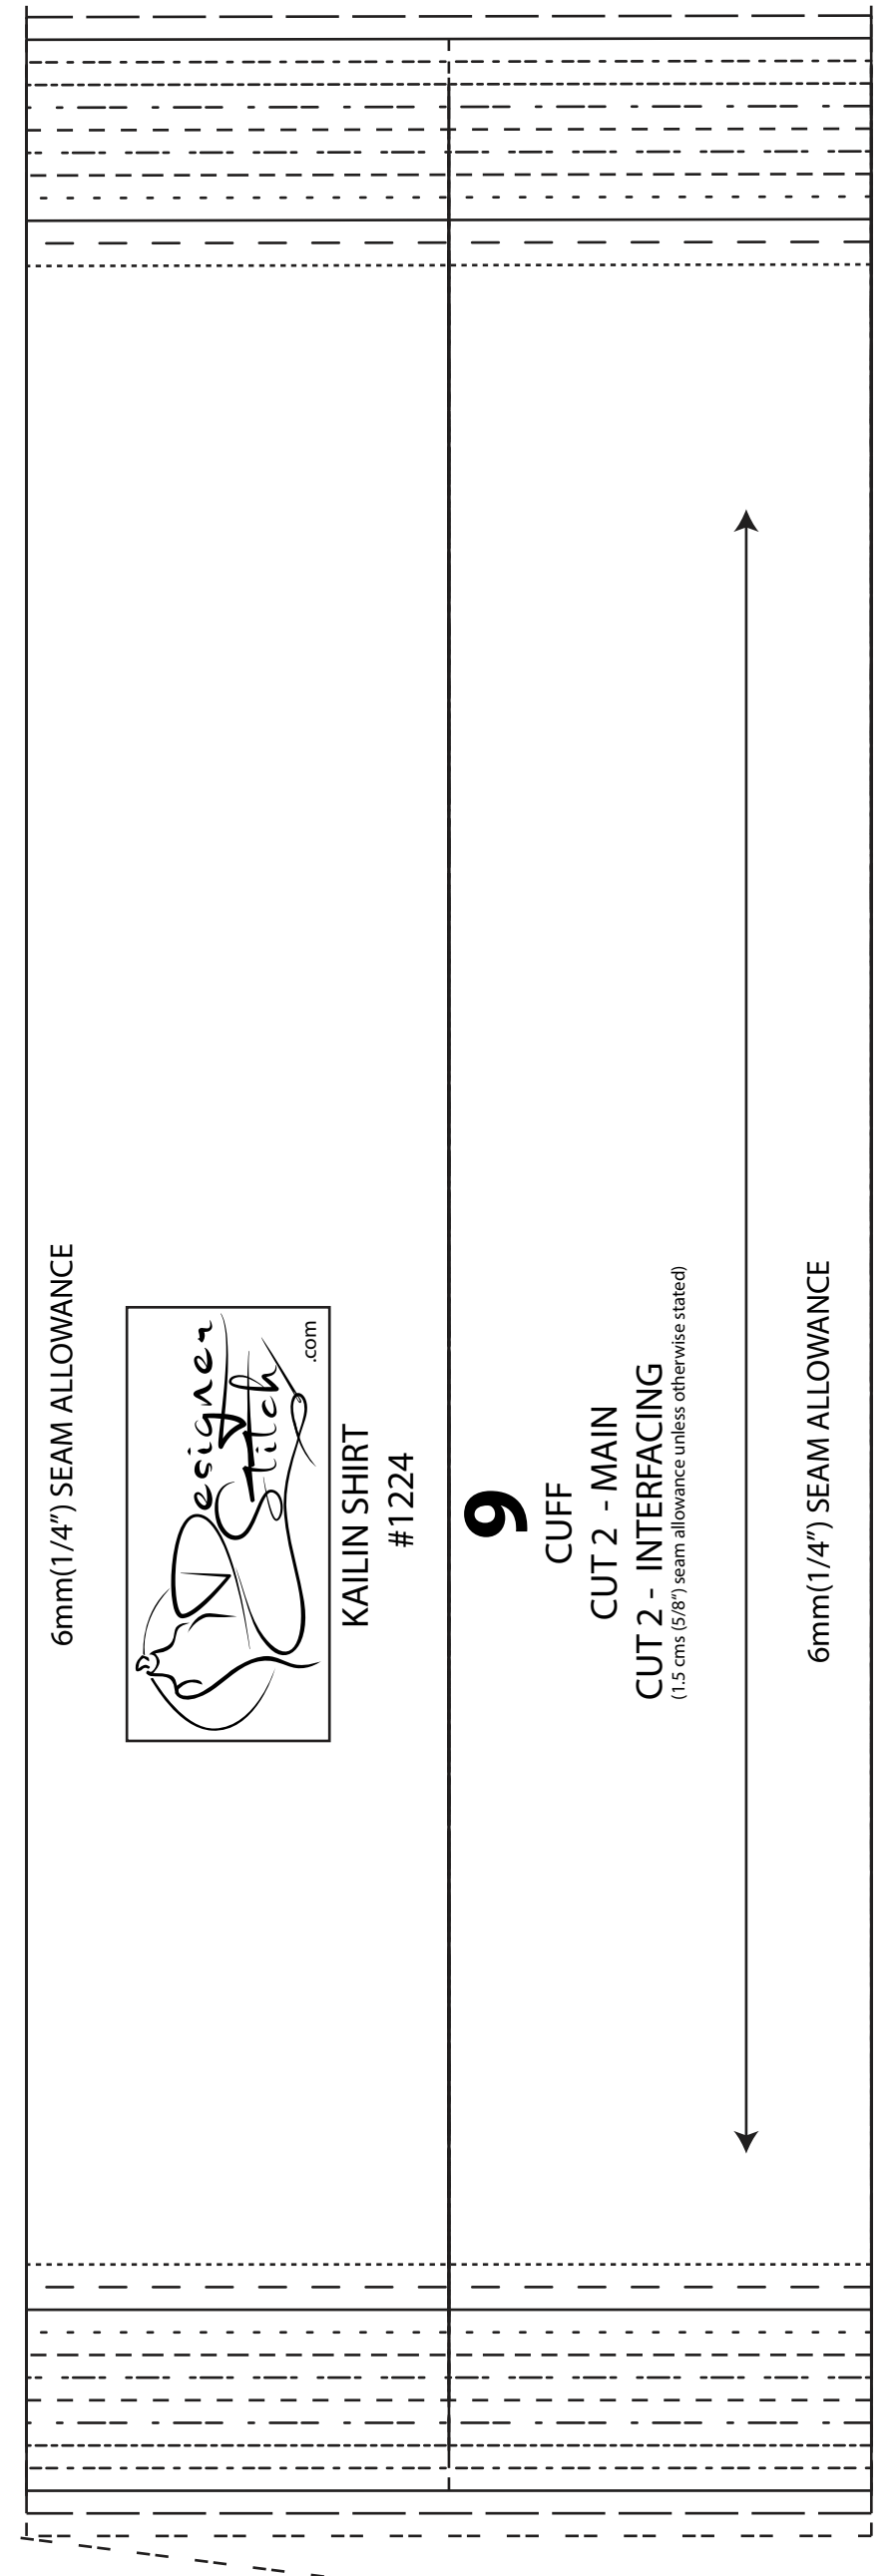 6mm(1/4") SEAM ALLOWANCE
Designer
Stitch
.com
KAILIN SHIRT
#1224
9
CUFF
CUT 2 - MAIN
CUT 2 - INTERFACING
(1.5 cms (5/8") seam allowance unless otherwise stated)
6mm(1/4") SEAM ALLOWANCE